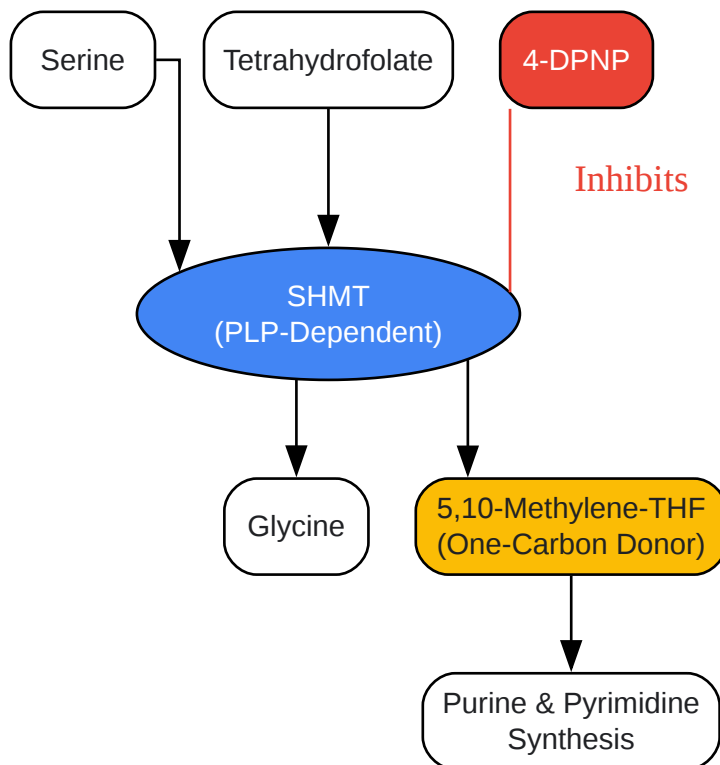 Serine
Tetrahydrofolate
4-DPNP
Inhibits
SHMT
(PLP-Dependent)
Glycine
5,10-Methylene-THF
(One-Carbon Donor)
Purine & Pyrimidine
Synthesis